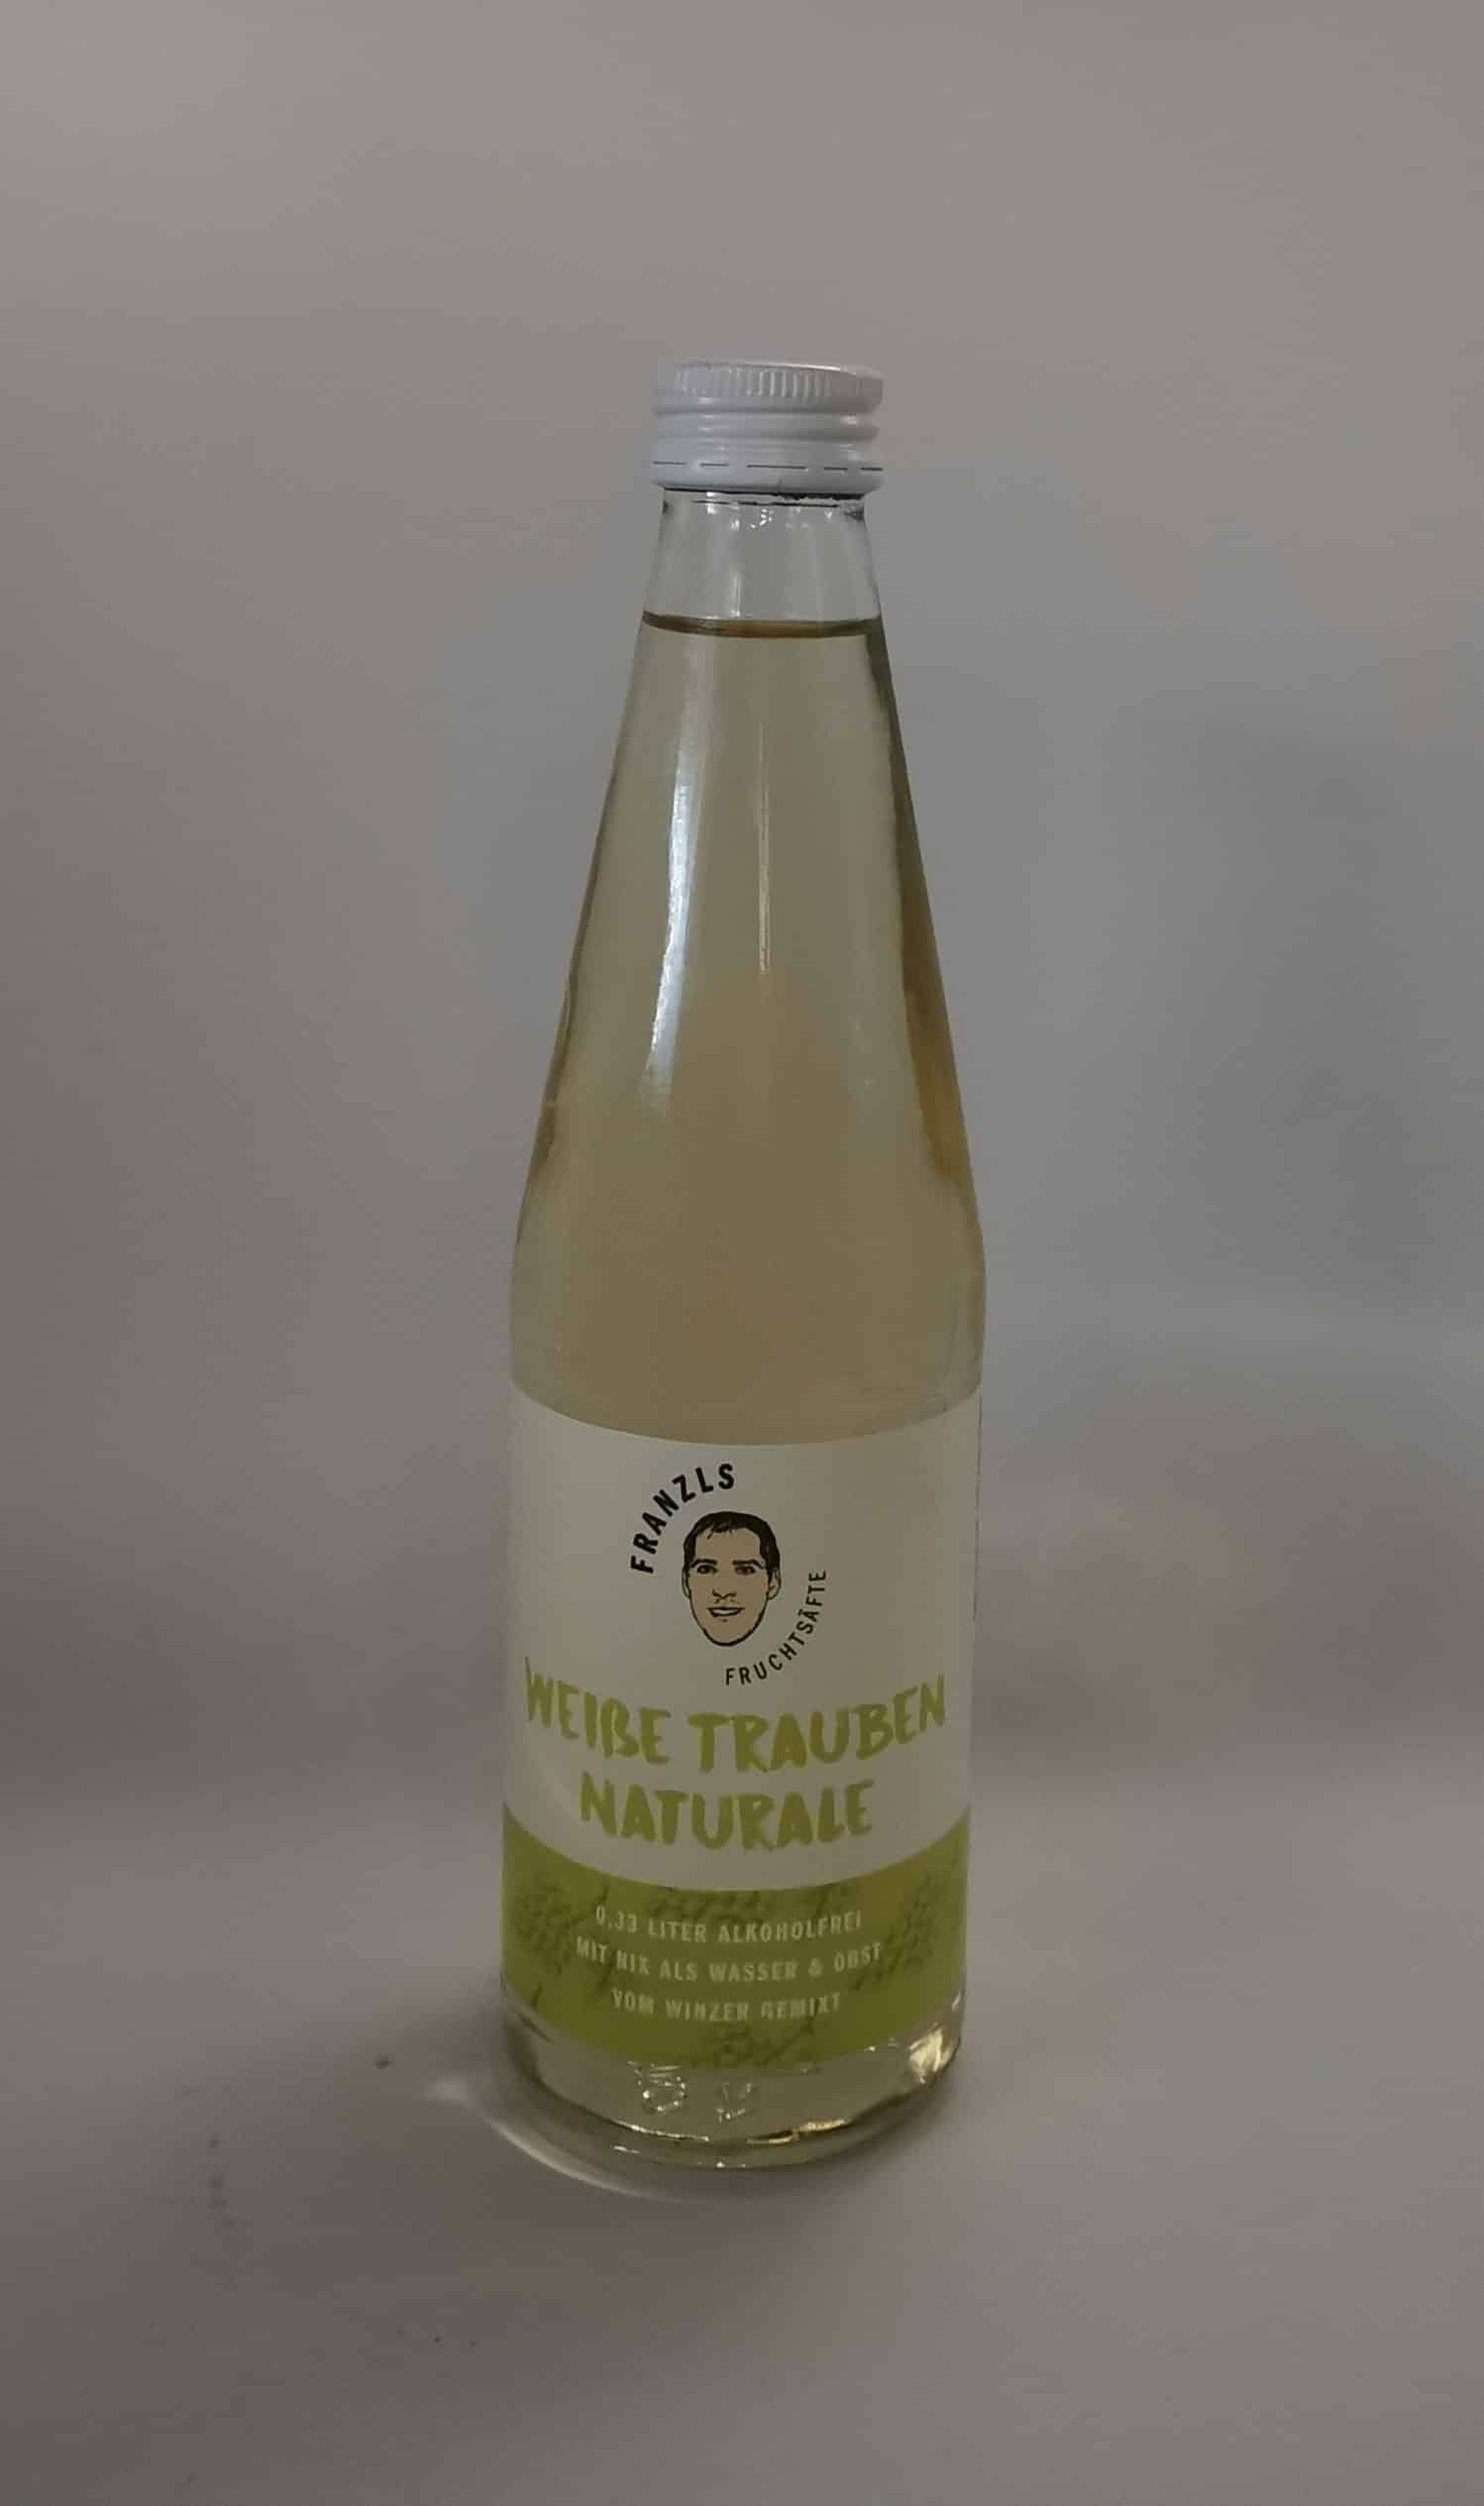 FRANZLS
FRUCHTSÄFTE
WEIßE TRAUBEN
NATURALE
0,33 LITER ALKOHOLFREI
MIT NIX ALS WASSER & OBST
VOM WINZER GEMIXT